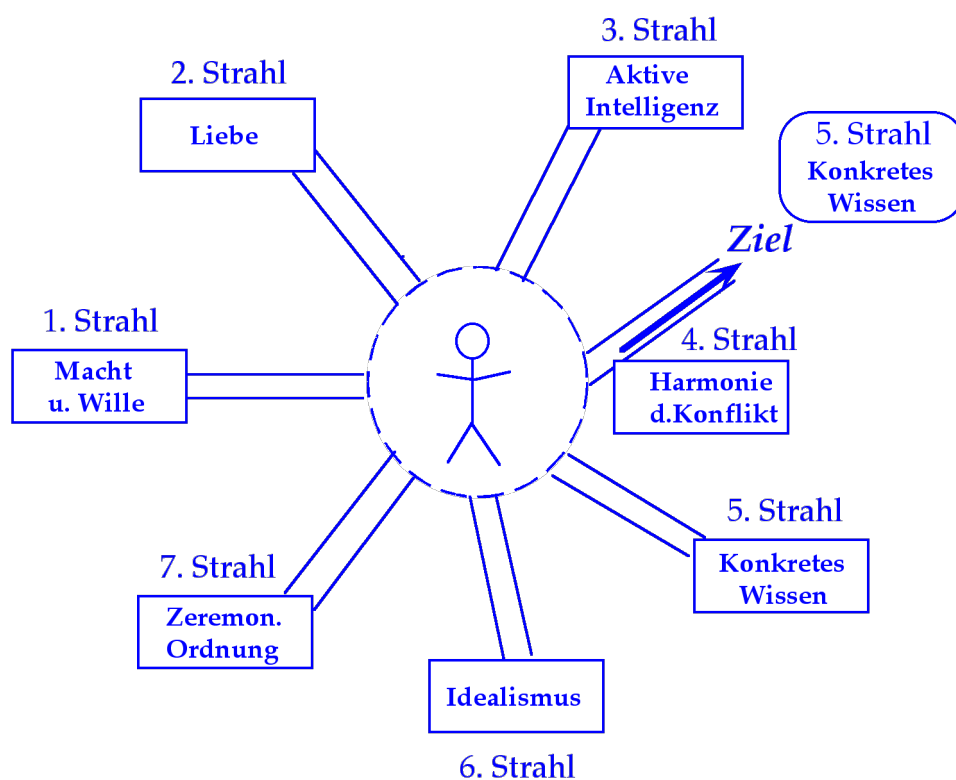 3. Strahl
Aktive
Intelligenz
2. Strahl
Liebe
5. Strahl
Konkretes
Wissen
Ziel
1. Strahl
Macht
u. Wille
4. Strahl
Harmonie
d.Konflikt
5. Strahl
Konkretes
Wissen
7. Strahl
Zeremon.
Ordnung
Idealismus
6. Strahl